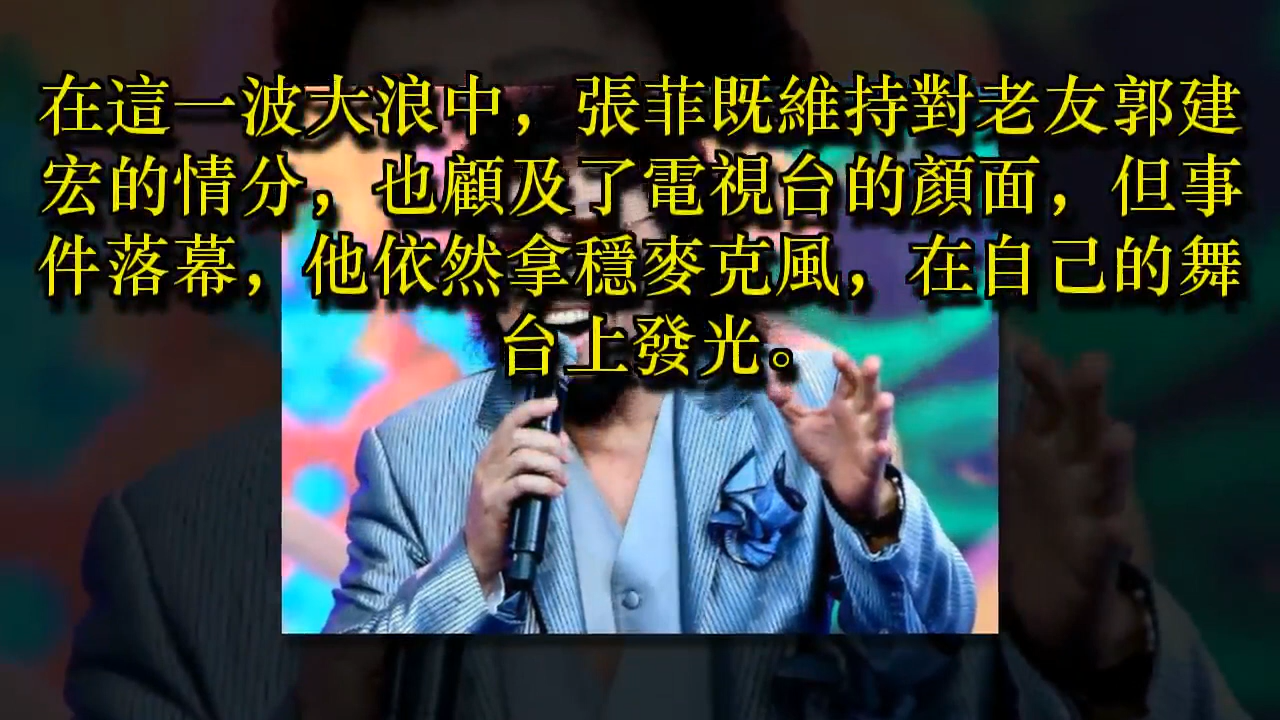 在這一波大浪中，張菲既維持對老友郭建
宏的情分，也顧及了電視台的顏面，但事
件落幕，他依然拿穩麥克風，在自己的舞
台上發光。